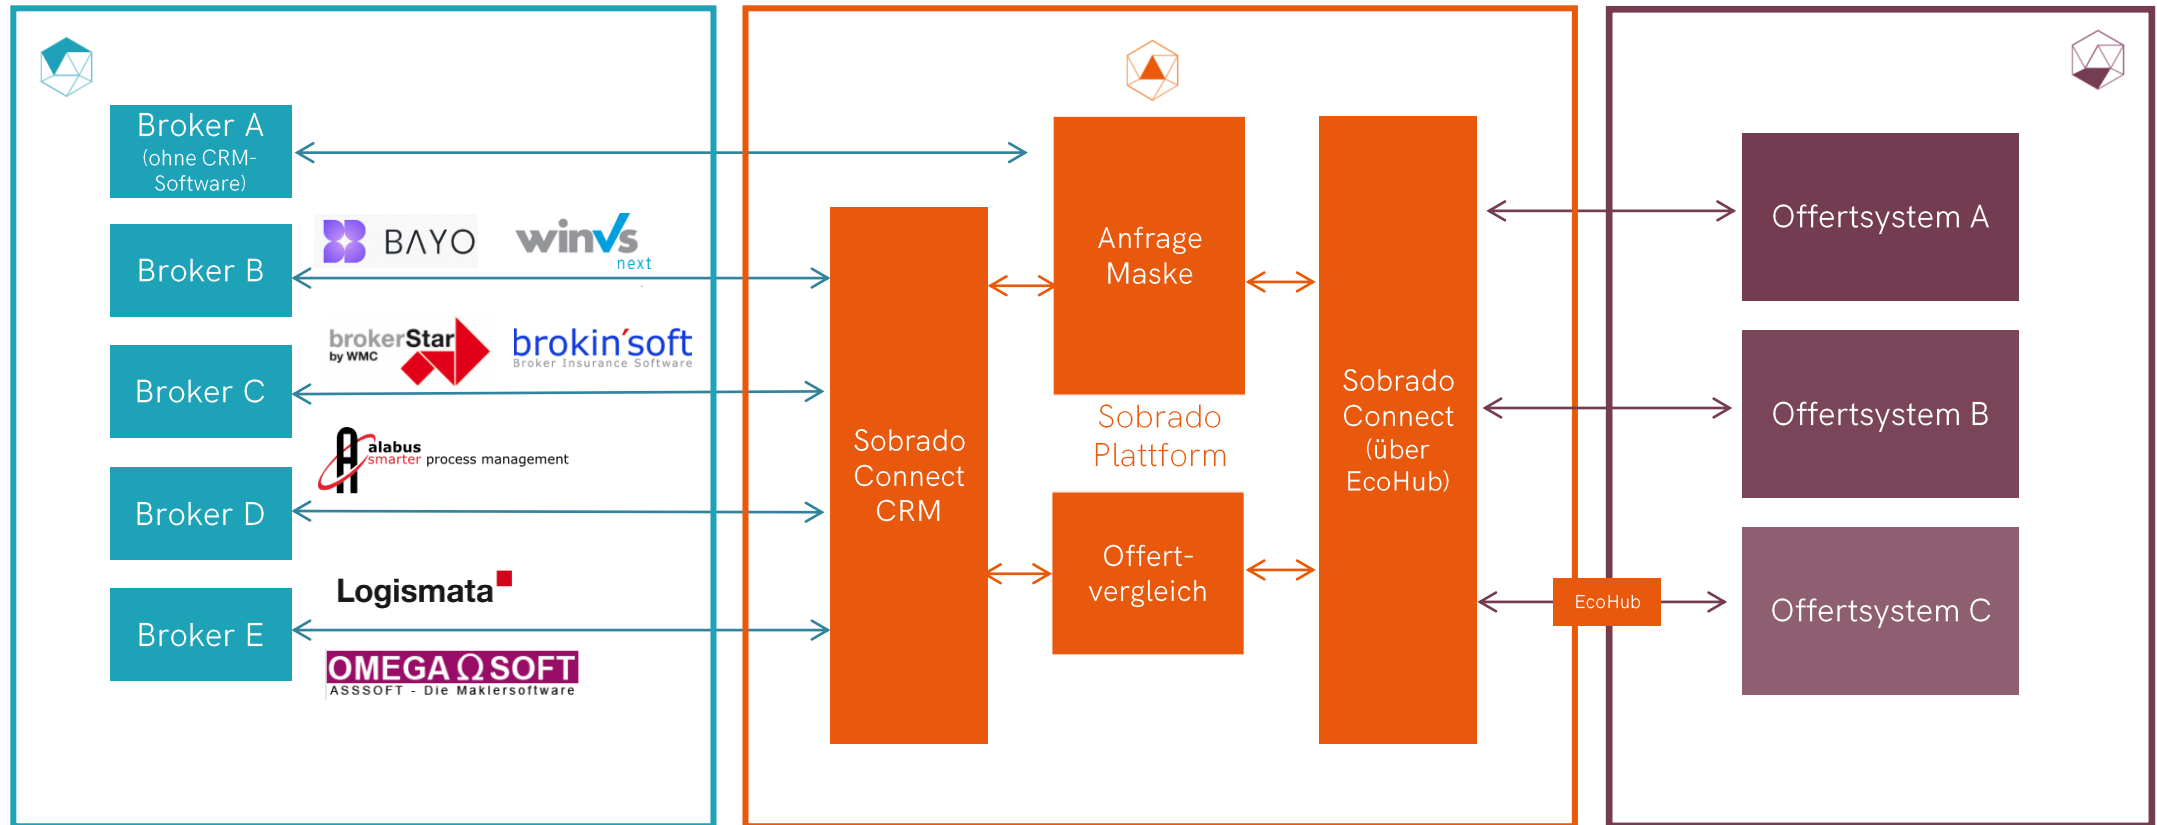 Broker A
(ohne CRM-
Software)
BAYO
winVs
next
Broker B
brokerStar
by WMC
brokin'soft
Broker Insurance Software
Broker C
alabus
smarter process management
Broker D
Logismata
Broker E
OMEGA Ω SOFT
ASSSOFT - Die Maklersoftware
Sobrado
Connect
CRM
Anfrage
Maske
Sobrado
Plattform
Offert-
vergleich
Sobrado
Connect
(über
EcoHub)
EcoHub
Offertsystem A
Offertsystem B
Offertsystem C